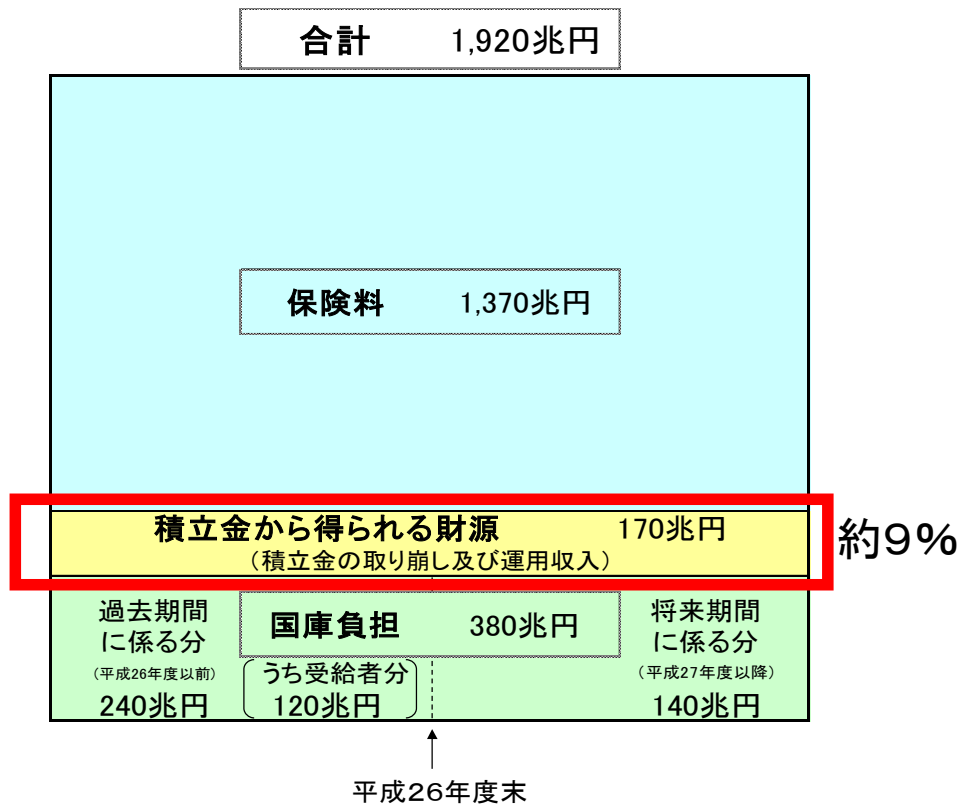 合計 1,920兆円
保険料 1,370兆円
積立金から得られる財源 170兆円
(積立金の取り崩し及び運用収入)
約9%
過去期間
に係る分
(平成26年度以前)
240兆円
国庫負担 380兆円
うち受給者分
120兆円
将来期間
に係る分
(平成27年度以降)
140兆円
平成26年度末